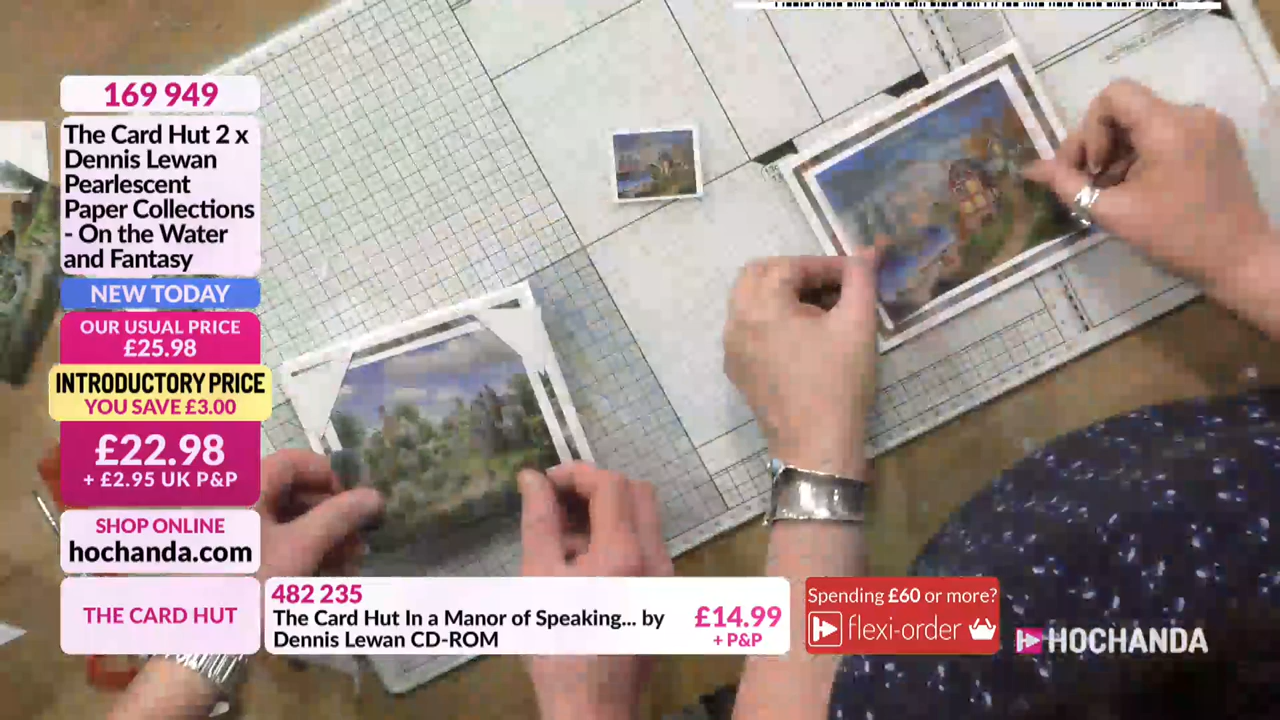 169 949
The Card Hut 2 x
Dennis Lewan
Pearlescent
Paper Collections
- On the Water
and Fantasy
NEW TODAY
OUR USUAL PRICE
£25.98
INTRODUCTORY PRICE
YOU SAVE £3.00
£22.98
+ £2.95 UK P&P
SHOP ONLINE
hochanda.com
THE CARD HUT
482 235
The Card Hut In a Manor of Speaking... by
Dennis Lewan CD-ROM
£14.99
+ P&P
Spending £60 or more?
flexi-order
HOCHANDA